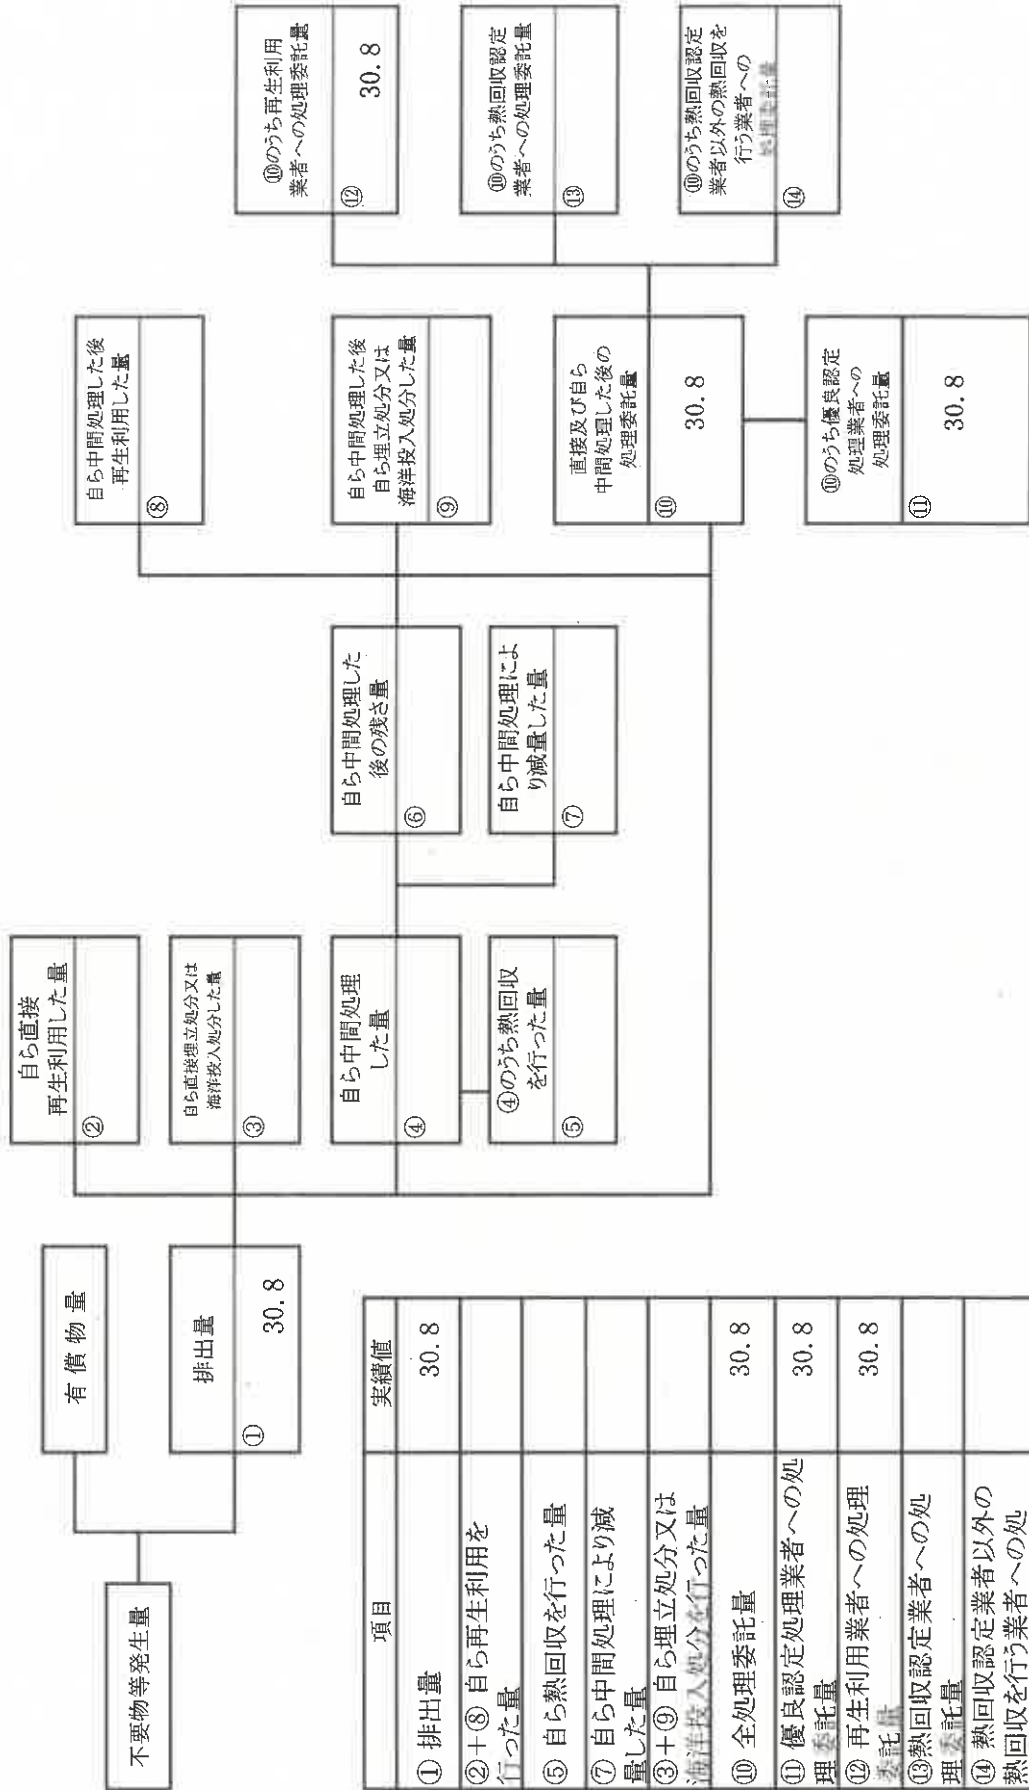 不要物等発生量
有償物量
排出量
①
30.8
自ら直接
再生利用した量
②
自ら直接埋立処分又は
海洋投入処分した量
③
自ら中間処理
した量
④
④のうち熱回収
を行った量
⑤
自ら中間処理した
後の残さ量
⑥
自ら中間処理によ
り減量した量
⑦
自ら中間処理した後
再生利用した量
⑧
自ら中間処理した後
自ら埋立処分又は
海洋投入処分した量
⑨
直接及び自ら
中間処理した後の
処理委託量
⑩
30.8
⑩のうち優良認定
処理業者への
処理委託量
⑪
30.8
⑩のうち再生利用
業者への処理委託量
⑫
30.8
⑩のうち熱回収認定
業者への処理委託量
⑬
⑩のうち熱回収認定
業者以外の熱回収を
行う業者への
処理委託量
⑭
項目 実績値
① 排出量 30.8
②+⑧ 自ら再生利用を
行った量
⑤ 自ら熱回収を行った量
⑦ 自ら中間処理により減
量した量
③+⑨ 自ら埋立処分又は
海洋投入処分を行った量
⑩ 全処理委託量 30.8
⑪ 優良認定処理業者への処
理委託量 30.8
⑫ 再生利用業者への処理
委託量 30.8
⑬熱回収認定業者への処
理委託量
⑭ 熱回収認定業者以外の
熱回収を行う業者への処